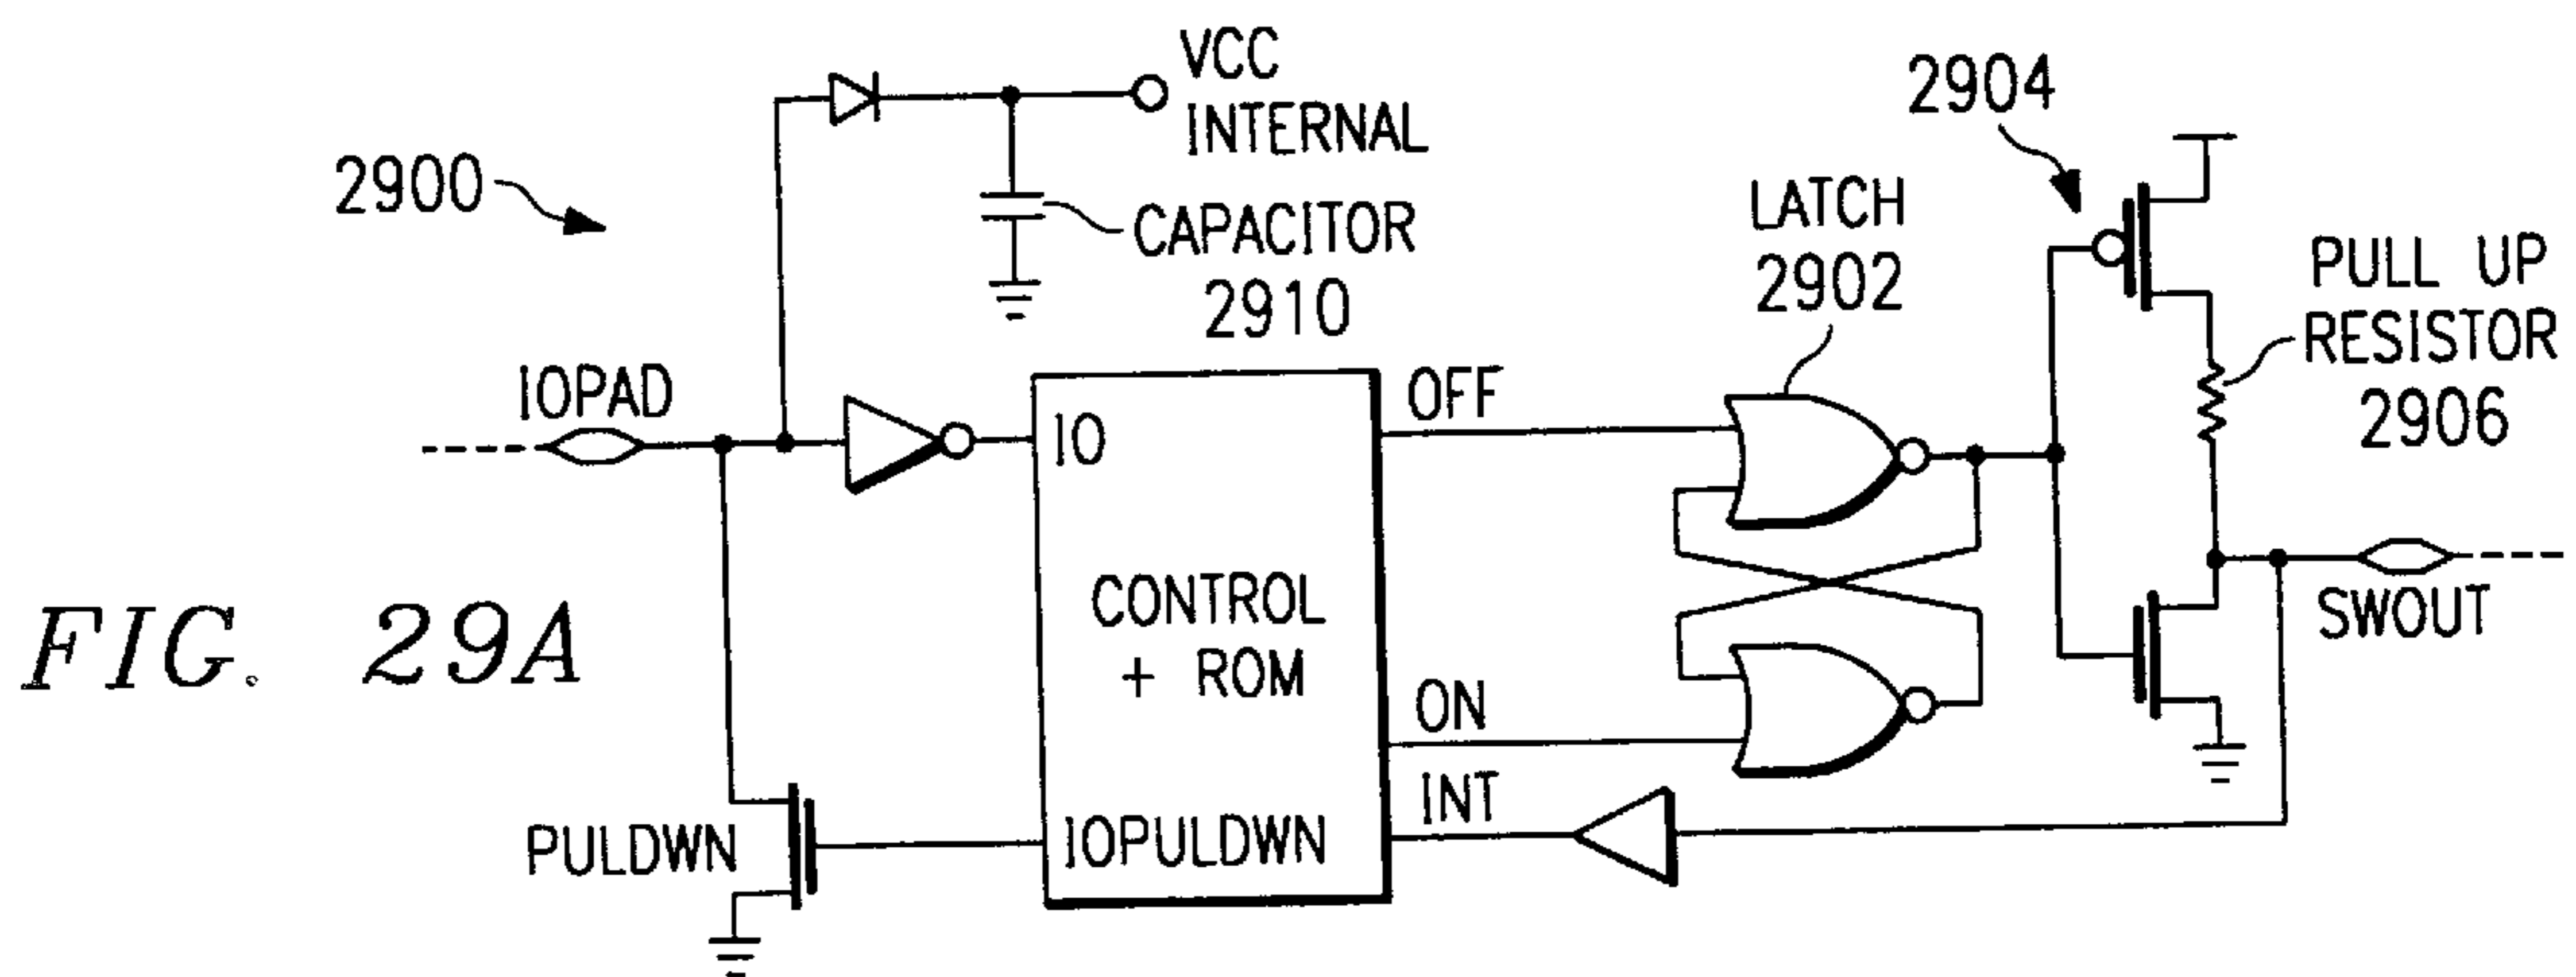 VCC
INTERNAL
2900
CAPACITOR
2910
LATCH
2902
2904
PULL UP
RESISTOR
2906
IOPAD
IO
OFF
CONTROL
+ ROM
ON
INT
IOPULDWN
PULDWN
SWOUT
FIG. 29A